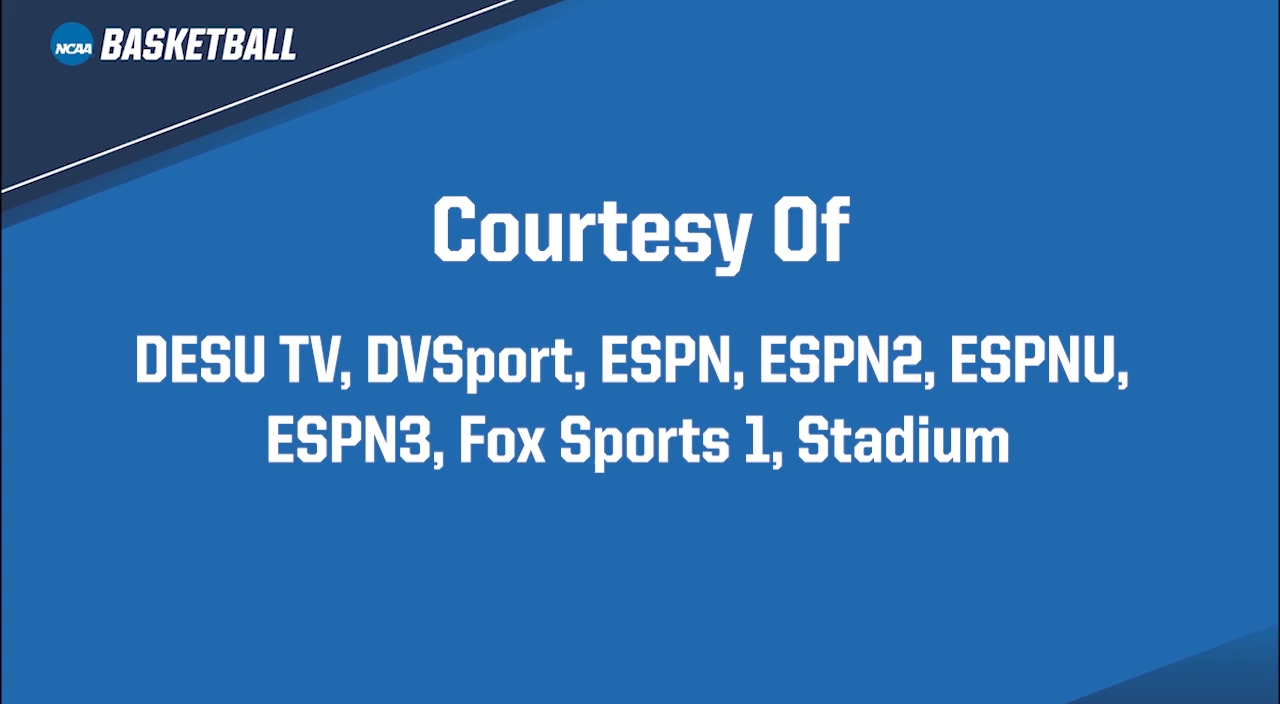 NCAA BASKETBALL
Courtesy Of
DESU TV, DVSport, ESPN, ESPN2, ESPNU,
ESPN3, Fox Sports 1, Stadium